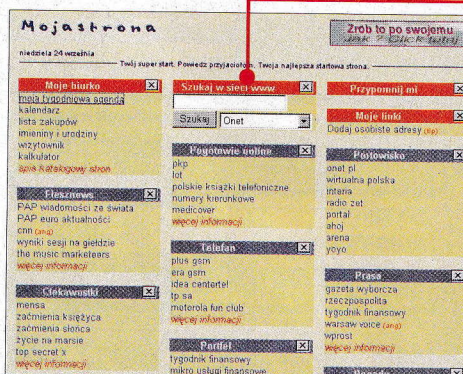 Mojastrona
Zrób to po swojemu
Jak ? Click tutaj
niedziela 24 września
Twój super start. Powiedz przyjaciołom. Twoja najlepsza startowa strona.
Moje biurko
moja tygodniowa agenda
kalendarz
lista zakupów
imieniny i urodziny
wizytownik
kalkulator
spis katalogowy stron
Flesznews
PAP wiadomości ze świata
PAP euro aktualności
cnn (ang)
wyniki sesji na giełdzie
the music marketears
więcej informacji
Ciekawostki
mensa
zaćmienia księżyca
zaćmienia słońca
życie na marsie
top secret x
więcej informacji
Szukaj w sieci www
Szukaj
Onet
Pogotowie online
pkp
lot
polskie książki telefoniczne
numery kierunkowe
medicover
więcej informacji
Telefon
plus gsm
era gsm
idea centertel
tp sa
motorola fun club
więcej informacji
Portfel
tygodnik finansowy
mikro usługi finansowe
Przypomnij mi
Moje linki
Dodaj osobiste adresy
onet pl
wirtualna polska
interia
radio zet
portal
ahoj
arena
yoyo
Prasa
gazeta wyborcza
rzeczpospolita
tygodnik finansowy
warsaw voice (ang)
wprost
więcej informacji